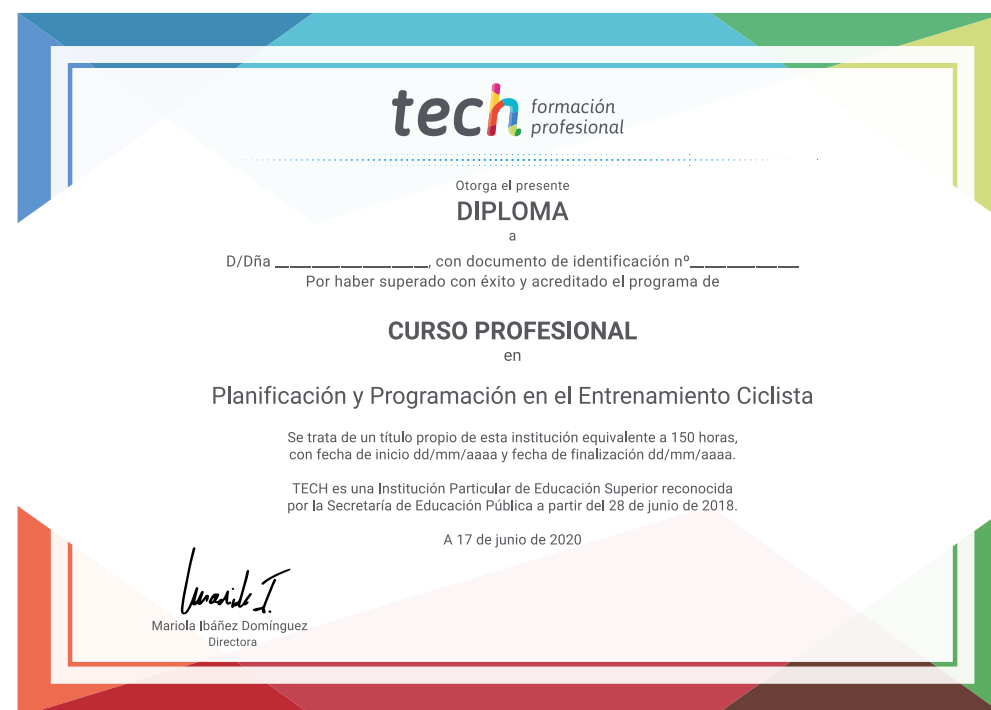 tech formación
profesional
Otorga el presente
DIPLOMA
a
D/Dña ____________________, con documento de identificación nº______________
Por haber superado con éxito y acreditado el programa de
CURSO PROFESIONAL
en
Planificación y Programación en el Entrenamiento Ciclista
Se trata de un título propio de esta institución equivalente a 150 horas,
con fecha de inicio dd/mm/aaaa y fecha de finalización dd/mm/aaaa.
TECH es una Institución Particular de Educación Superior reconocida
por la Secretaría de Educación Pública a partir del 28 de junio de 2018.
A 17 de junio de 2020
Mariola Ibáñez Domínguez
Directora